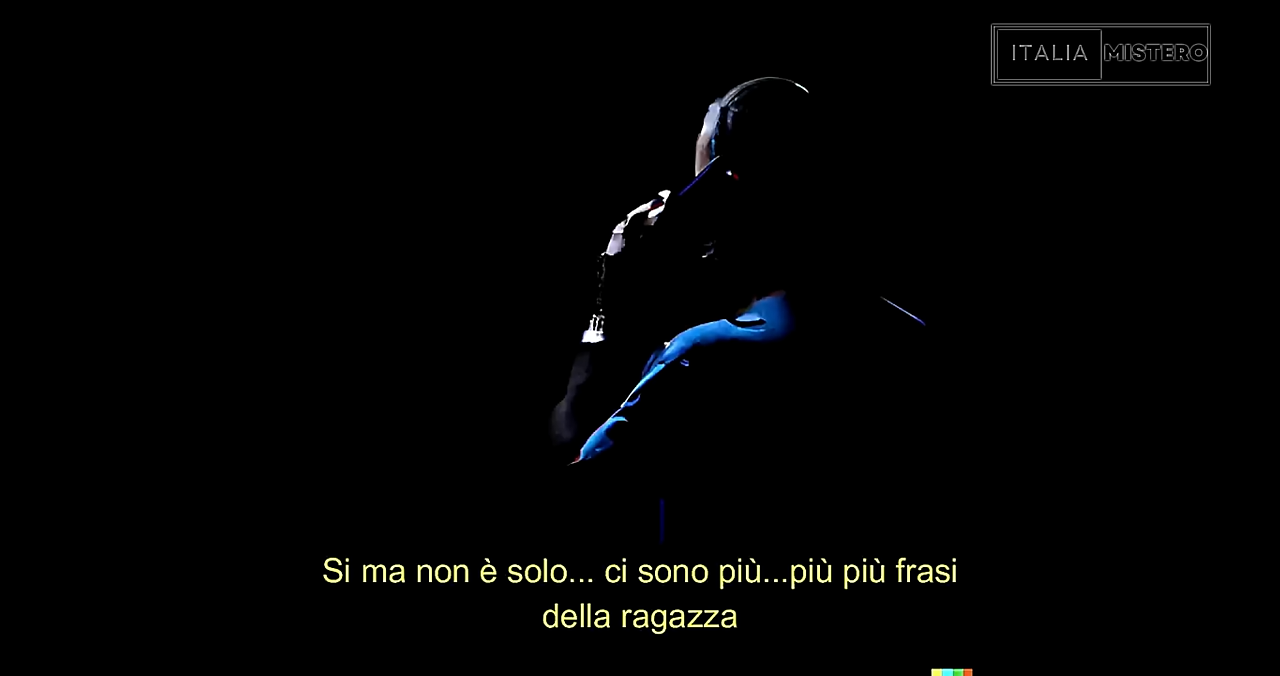 ITALIA MISTERO
Si ma non è solo... ci sono più...più più frasi
della ragazza